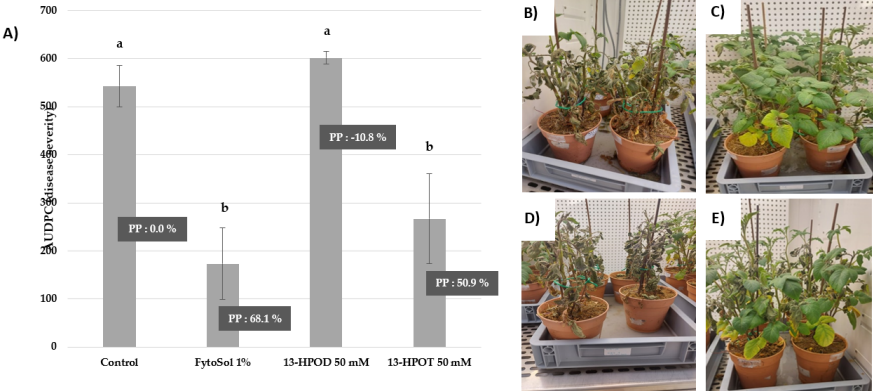 A)
700
600
500
400
300
200
100
0
AUDPC (disease severity)
a
b
a
b
PP : 0.0 %
PP : 68.1 %
PP : -10.8 %
PP : 50.9 %
Control
FytoSol 1%
13-HPOD 50 mM
13-HPOT 50 mM
B)
C)
D)
E)